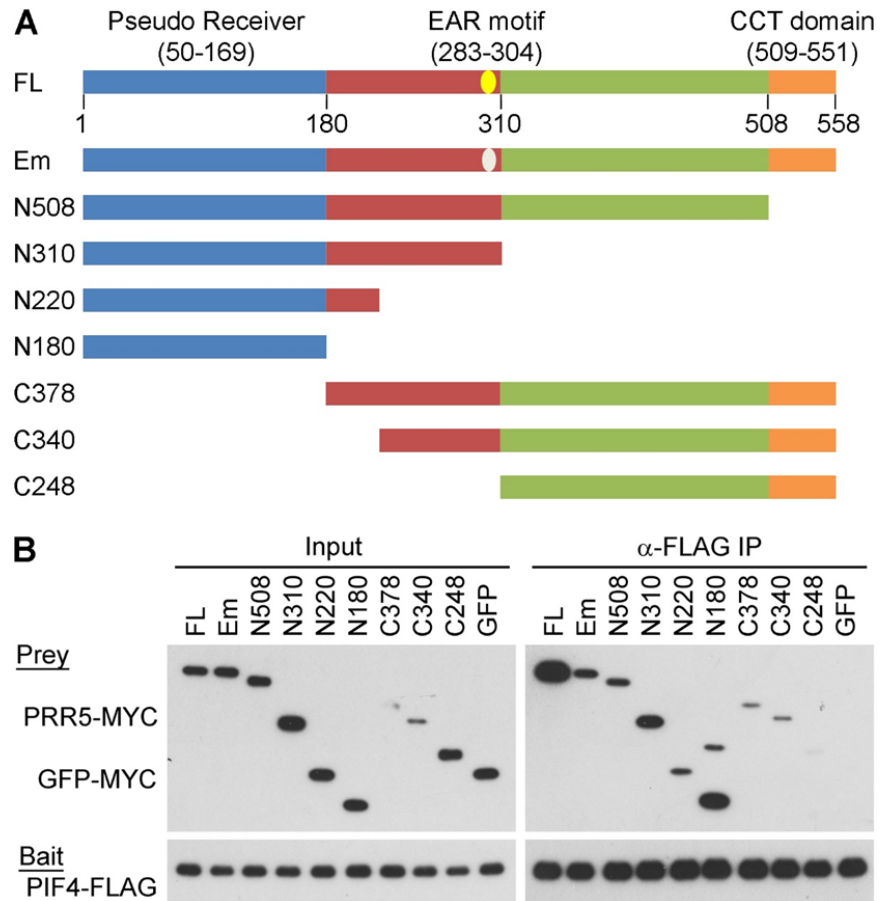 A
Pseudo Receiver EAR motif CCT domain
(50-169) (283-304) (509-551)
FL
1 180 310 508 558
Em
N508
N310
N220
N180
C378
C340
C248
B
Input α-FLAG IP
FL Em N508 N310 N220 N180 C378 C340 C248 GFP FL Em N508 N310 N220 N180 C378 C340 C248 GFP
Prey
PRR5-MYC
GFP-MYC
Bait
PIF4-FLAG